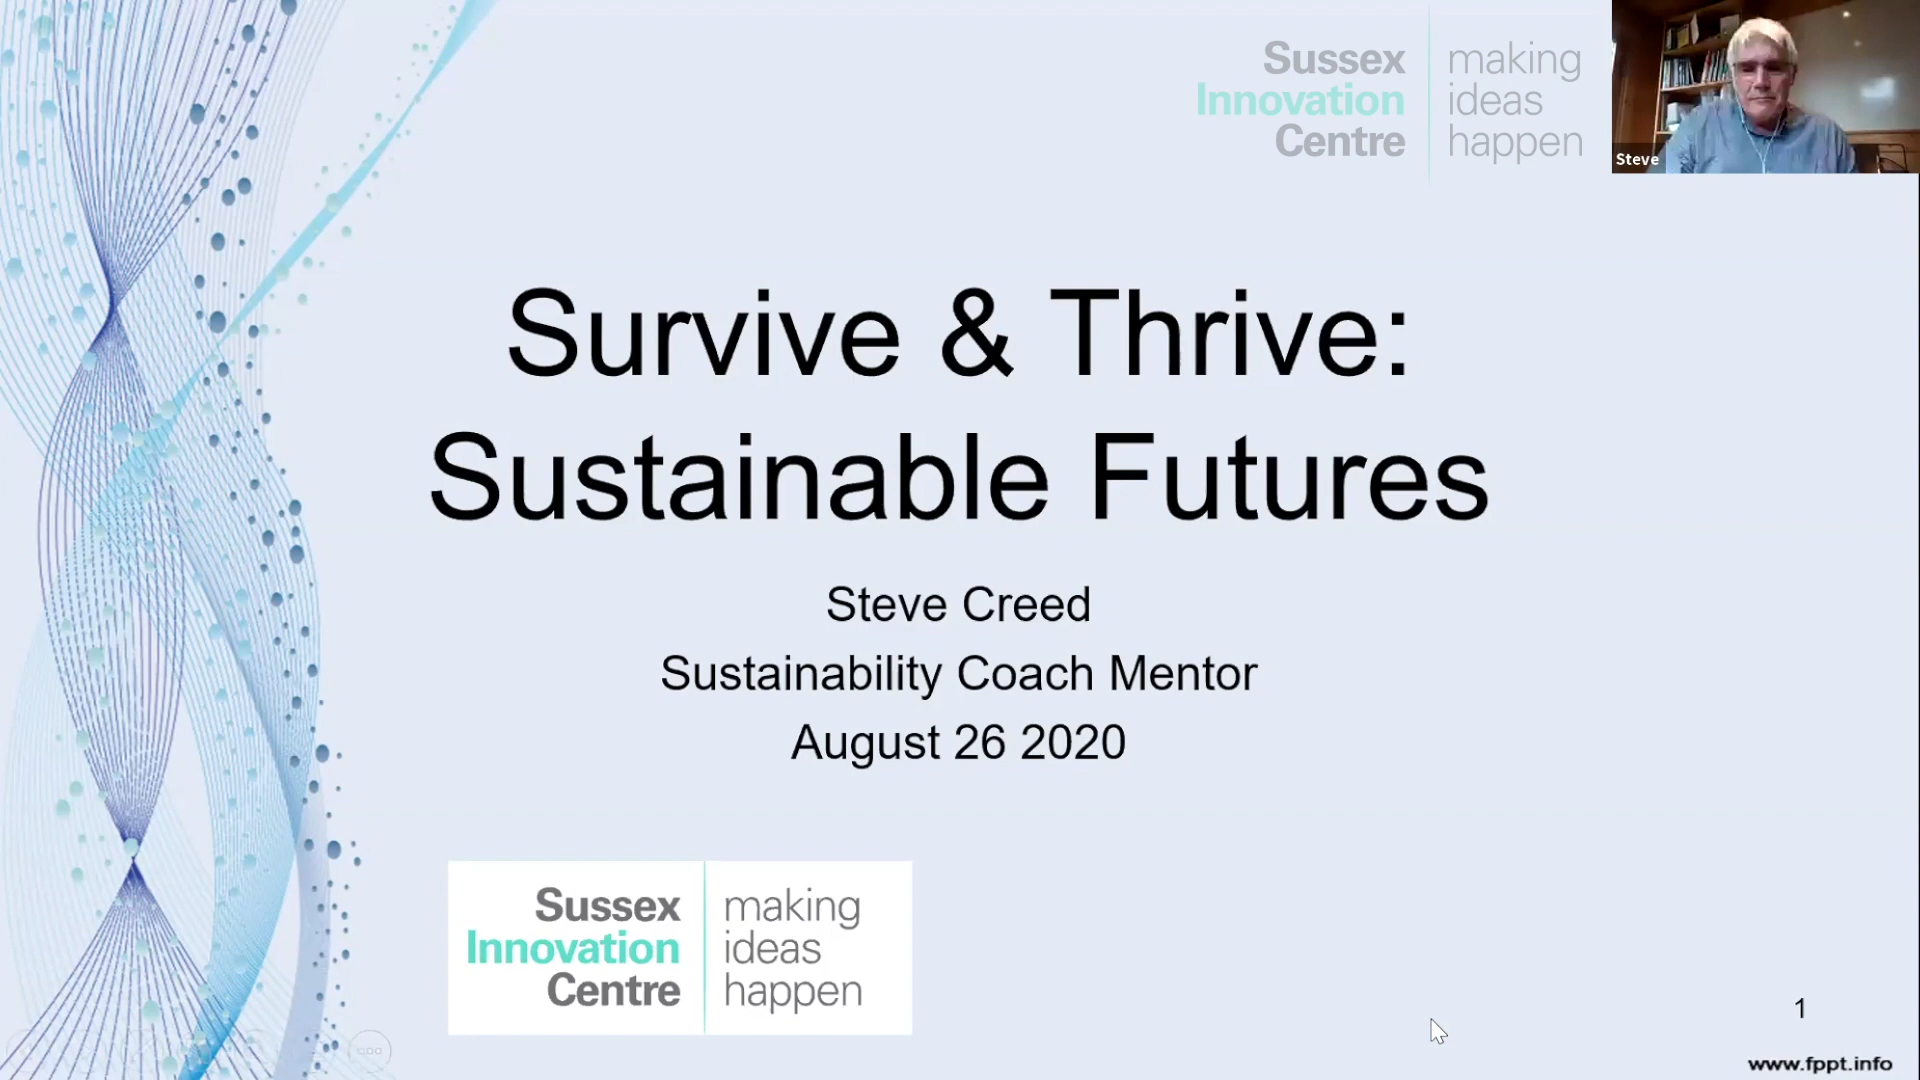 Sussex
Innovation
Centre
making
ideas
happen
Steve
Survive & Thrive:
Sustainable Futures
Steve Creed
Sustainability Coach Mentor
August 26 2020
Sussex
Innovation
Centre
making
ideas
happen
1
www.fppt.info